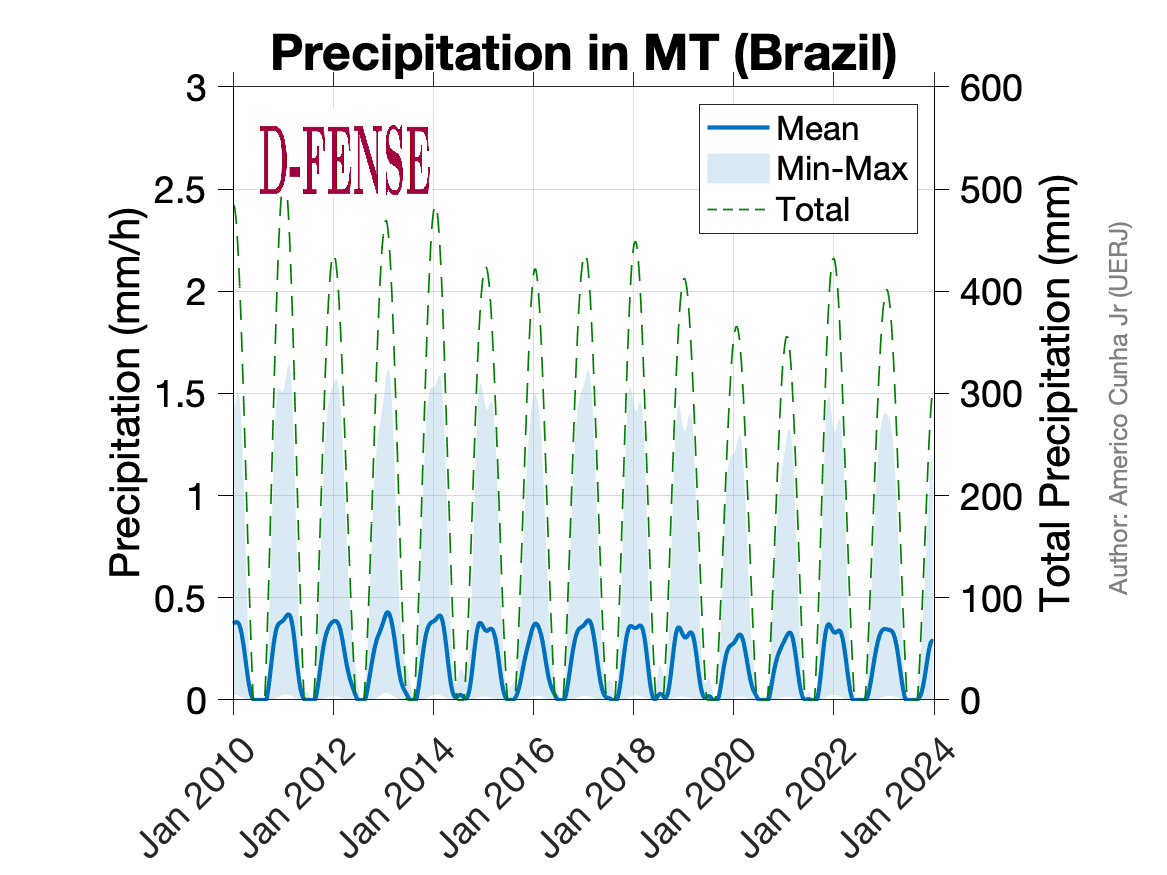 Precipitation in MT (Brazil)
D-FENSE
Mean
Min-Max
Total
Precipitation (mm/h)
3
2.5
2
1.5
1
0.5
0
600
500
400
300
200
100
0
Total Precipitation (mm)
Author: Americo Cunha Jr (UERJ)
Jan 2010
Jan 2012
Jan 2014
Jan 2016
Jan 2018
Jan 2020
Jan 2022
Jan 2024